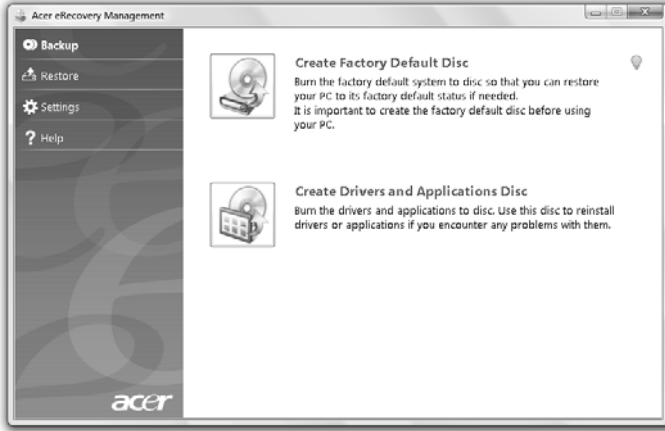 Acer eRecovery Management
Backup
Restore
Settings
Help
Create Factory Default Disc
Burn the factory default system to disc so that you can restore
your PC to its factory default status if needed.
It is important to create the factory default disc before using
your PC.
Create Drivers and Applications Disc
Burn the drivers and applications to disc. Use this disc to reinstall
drivers or applications if you encounter any problems with them.
acer